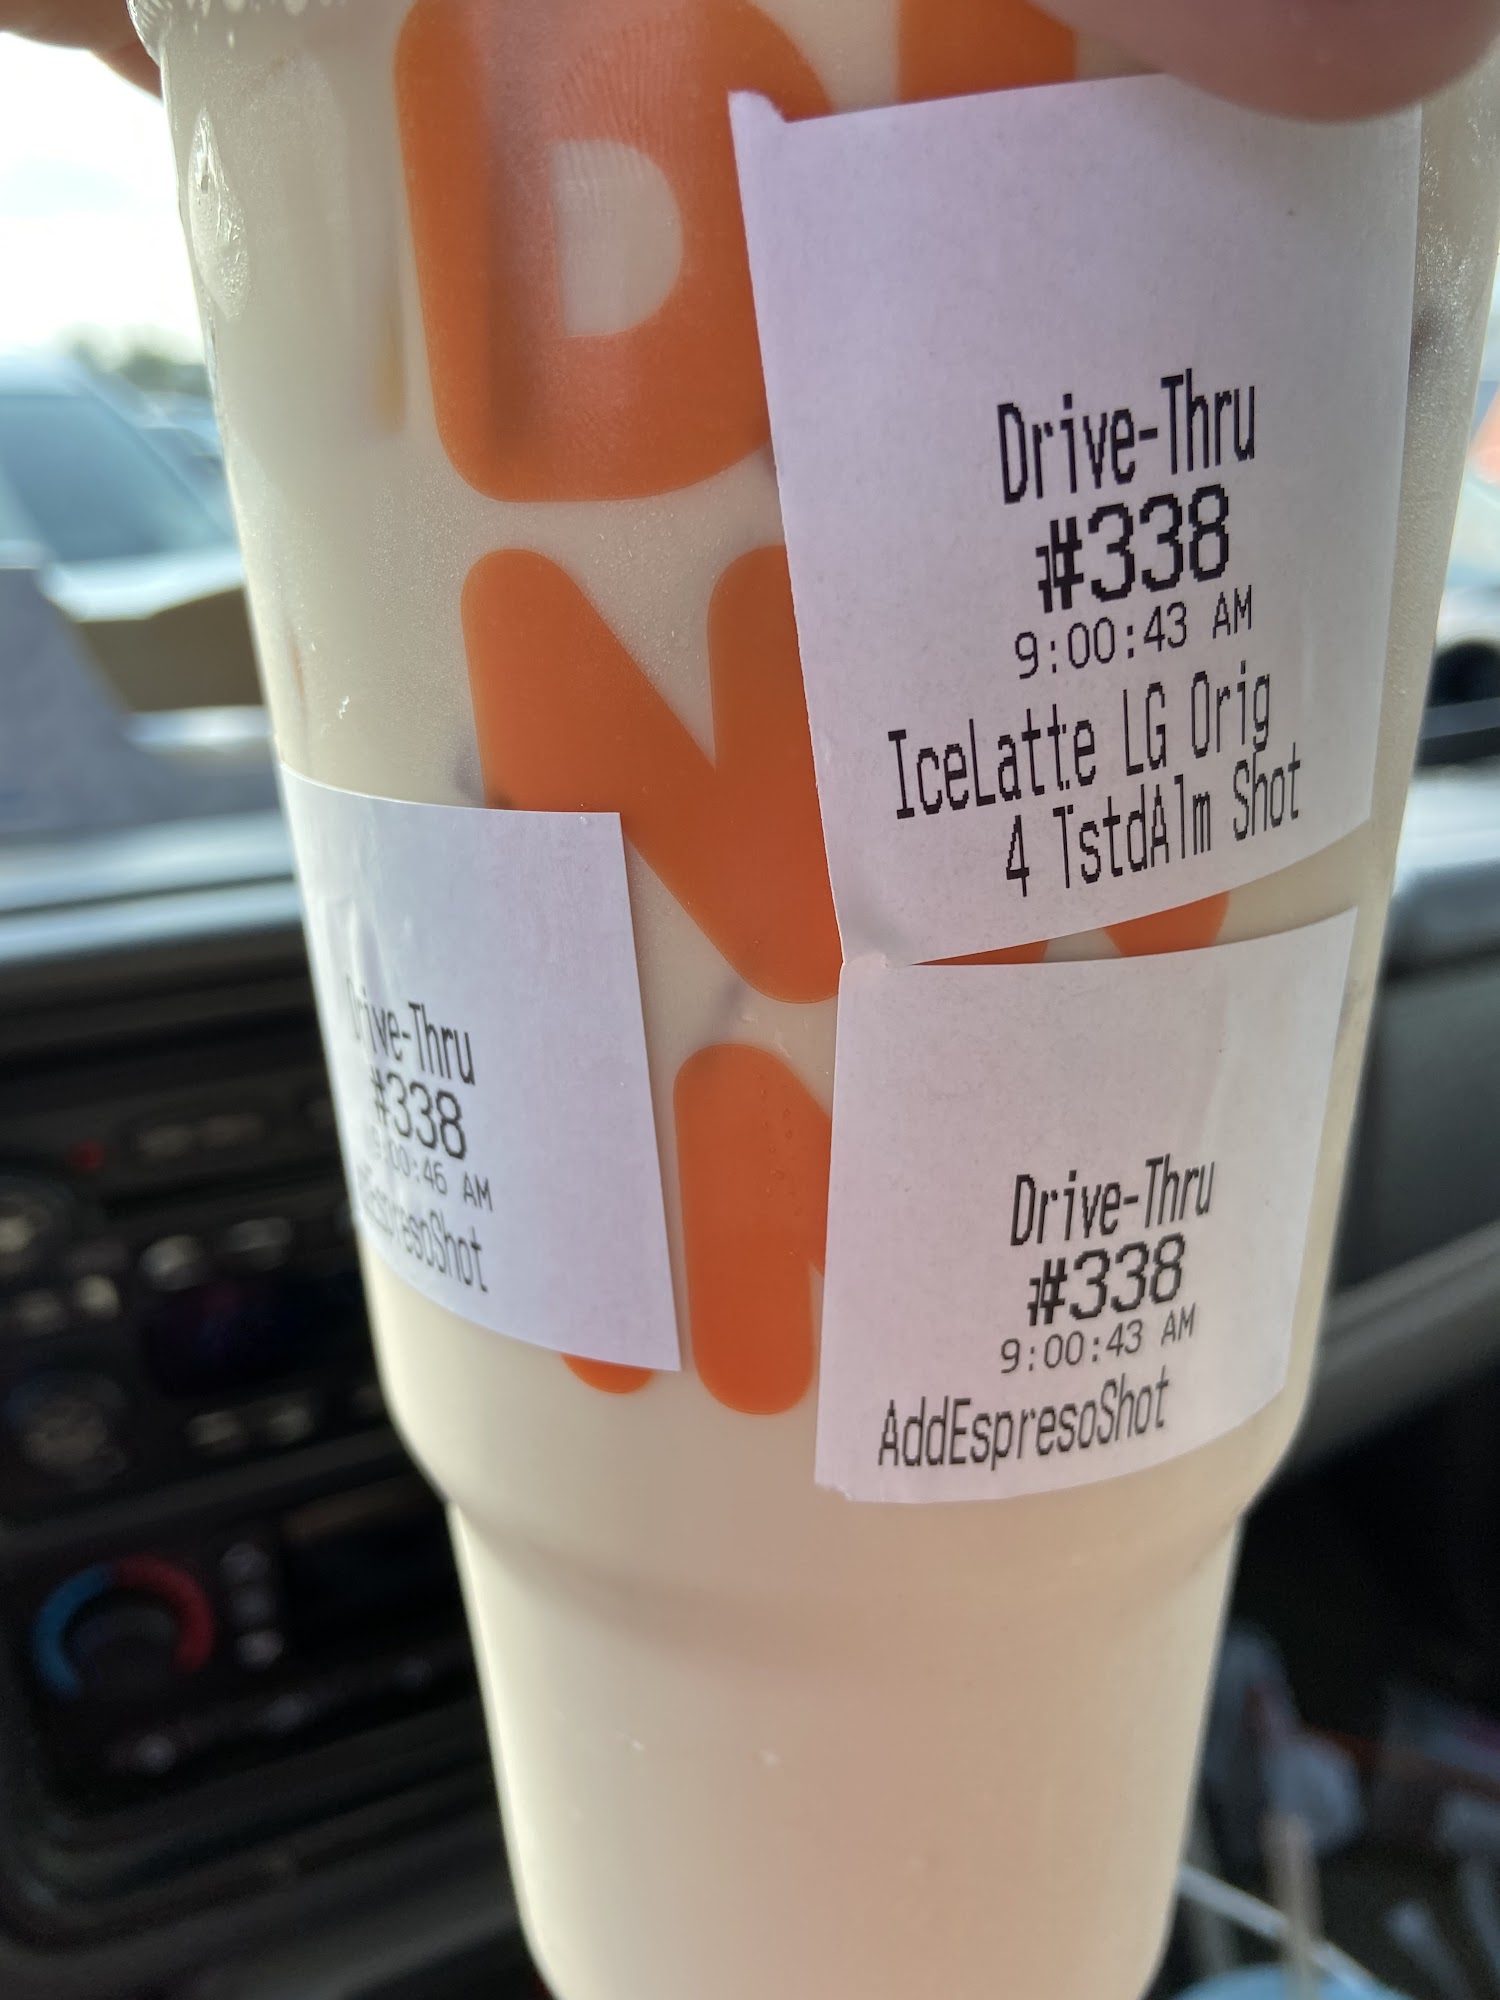 Drive-Thru
#338
9:00:43 AM
IceLatte LG Orig
4 TstdAlm Shot
Drive-Thru
#338
9:00:46 AM
Drive-Thru
#338
9:00:43 AM
AddEspresoShot